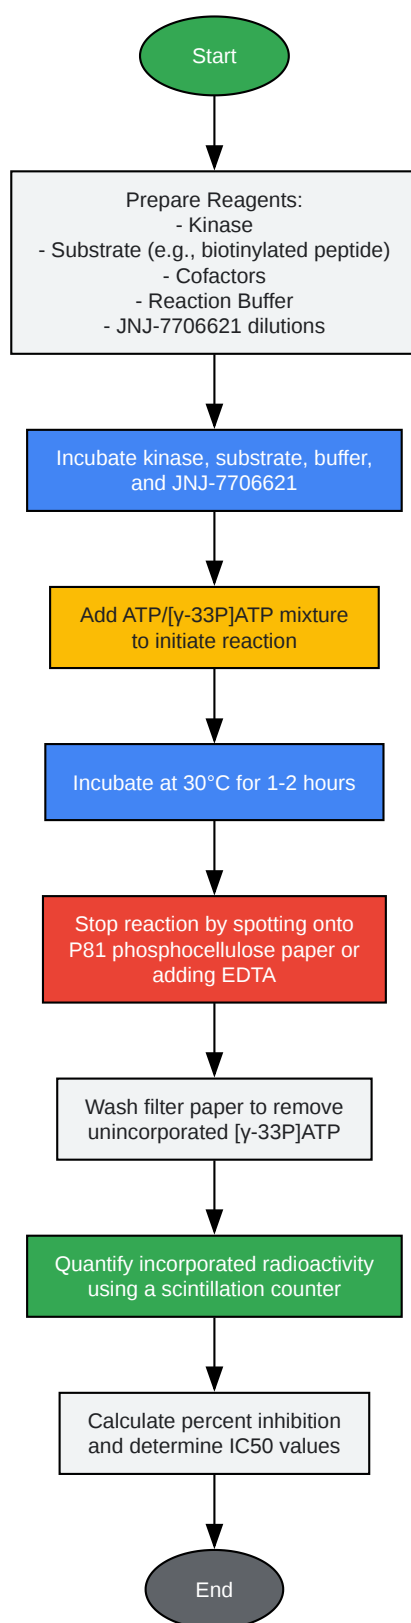 Start
Prepare Reagents:
- Kinase
- Substrate (e.g., biotinylated peptide)
- Cofactors
- Reaction Buffer
- JNJ-7706621 dilutions
Incubate kinase, substrate, buffer,
and JNJ-7706621
Add ATP/[γ-33P]ATP mixture
to initiate reaction
Incubate at 30°C for 1-2 hours
Stop reaction by spotting onto
P81 phosphocellulose paper or
adding EDTA
Wash filter paper to remove
unincorporated [γ-33P]ATP
Quantify incorporated radioactivity
using a scintillation counter
Calculate percent inhibition
and determine IC50 values
End